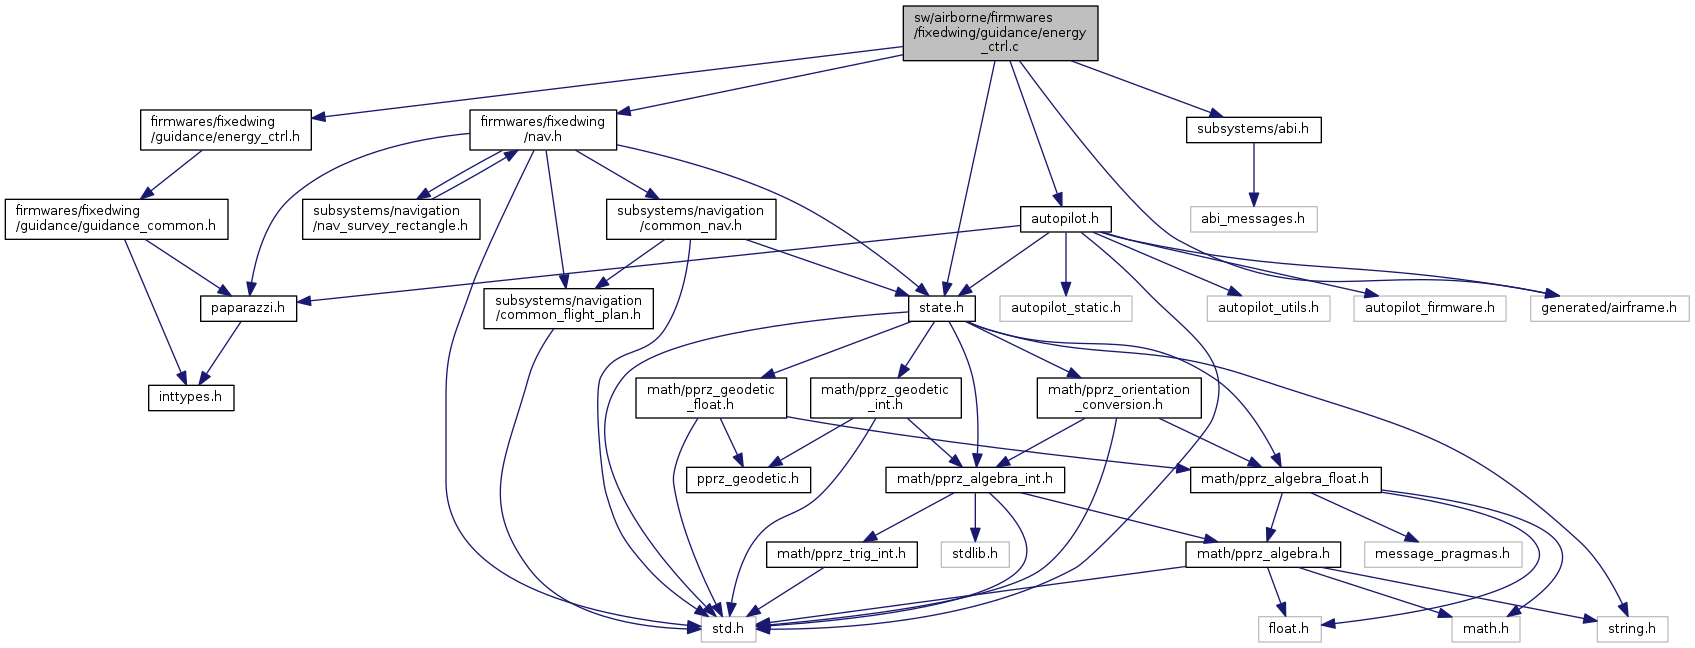 sw/airborne/firmwares
/fixedwing/guidance/energy
_ctrl.c
firmwares/fixedwing
/guidance/energy_ctrl.h
firmwares/fixedwing
/nav.h
subsystems/abi.h
firmwares/fixedwing
/guidance/guidance_common.h
subsystems/navigation
/nav_survey_rectangle.h
subsystems/navigation
/common_nav.h
autopilot.h
abi_messages.h
paparazzi.h
subsystems/navigation
/common_flight_plan.h
state.h
autopilot_static.h
autopilot_utils.h
autopilot_firmware.h
generated/airframe.h
inttypes.h
math/pprz_geodetic
_float.h
math/pprz_geodetic
_int.h
math/pprz_orientation
_conversion.h
pprz_geodetic.h
math/pprz_algebra_int.h
math/pprz_algebra_float.h
math/pprz_trig_int.h
stdlib.h
math/pprz_algebra.h
message_pragmas.h
std.h
float.h
math.h
string.h